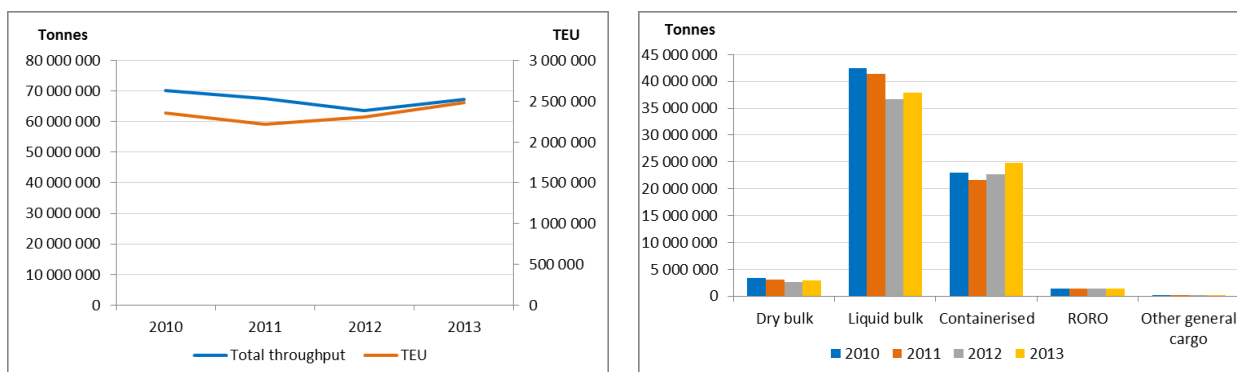 Tonnes TEU
80 000 000 3 000 000
70 000 000
2 500 000
60 000 000
2 000 000
50 000 000
40 000 000
1 500 000
30 000 000
1 000 000
20 000 000
500 000
10 000 000
0 0
2010 2011 2012 2013
Total throughput TEU
Tonnes
45 000 000
40 000 000
35 000 000
30 000 000
25 000 000
20 000 000
15 000 000
10 000 000
5 000 000
0
Dry bulk Liquid bulk Containerised RORO Other general
cargo
2010 2011 2012 2013